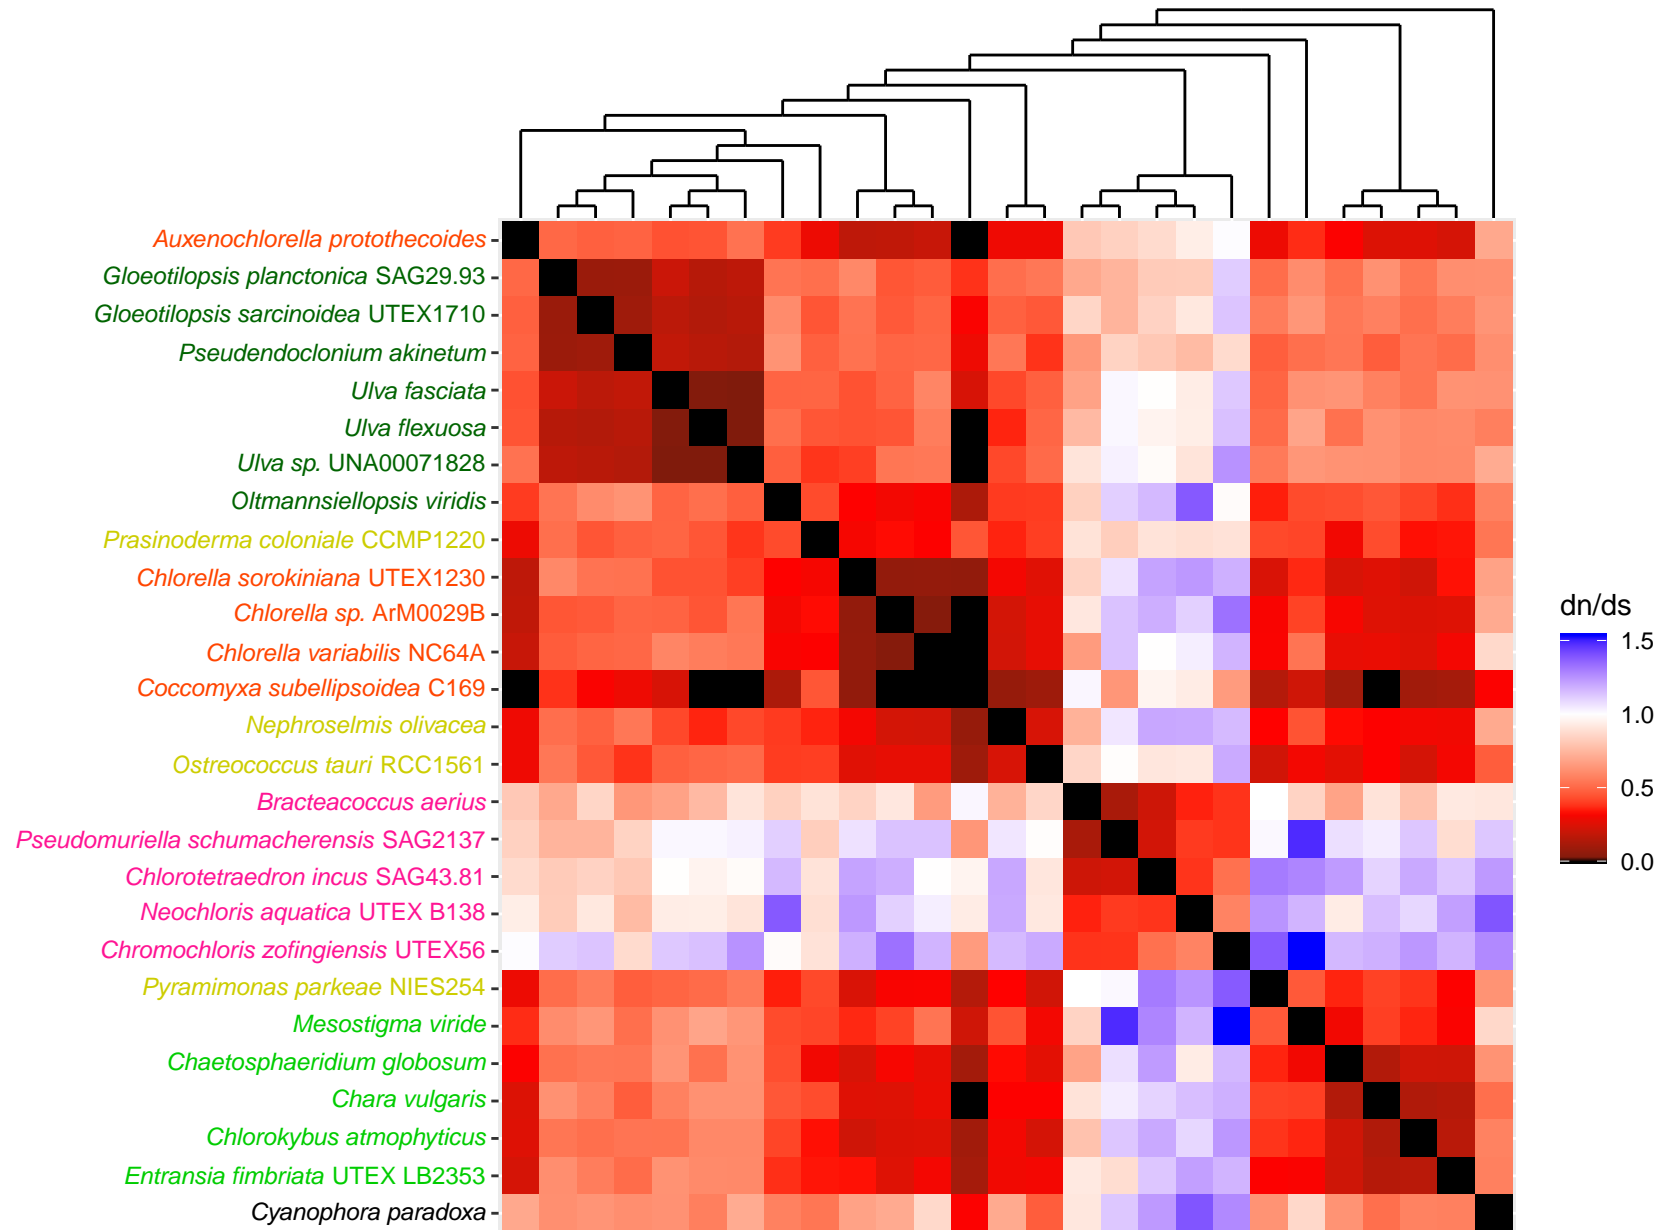 Auxenochlorella protothecoides
Gloeotilopsis planctonica SAG29.93
Gloeotilopsis sarcinoidea UTEX1710
Pseudendoclonium akinetum
Ulva fasciata
Ulva flexuosa
Ulva sp. UNA00071828
Oltmannsiellopsis viridis
Prasinoderma coloniale CCMP1220
Chlorella sorokiniana UTEX1230
Chlorella sp. ArM0029B
Chlorella variabilis NC64A
Coccomyxa subellipsoidea C169
Nephroselmis olivacea
Ostreococcus tauri RCC1561
Bracteacoccus aerius
Pseudomuriella schumacherensis SAG2137
Chlorotetraedron incus SAG43.81
Neochloris aquatica UTEX B138
Chromochloris zofingiensis UTEX56
Pyramimonas parkeae NIES254
Mesostigma viride
Chaetosphaeridium globosum
Chara vulgaris
Chlorokybus atmophyticus
Entransia fimbriata UTEX LB2353
Cyanophora paradoxa
dn/ds
1.5
1.0
0.5
0.0